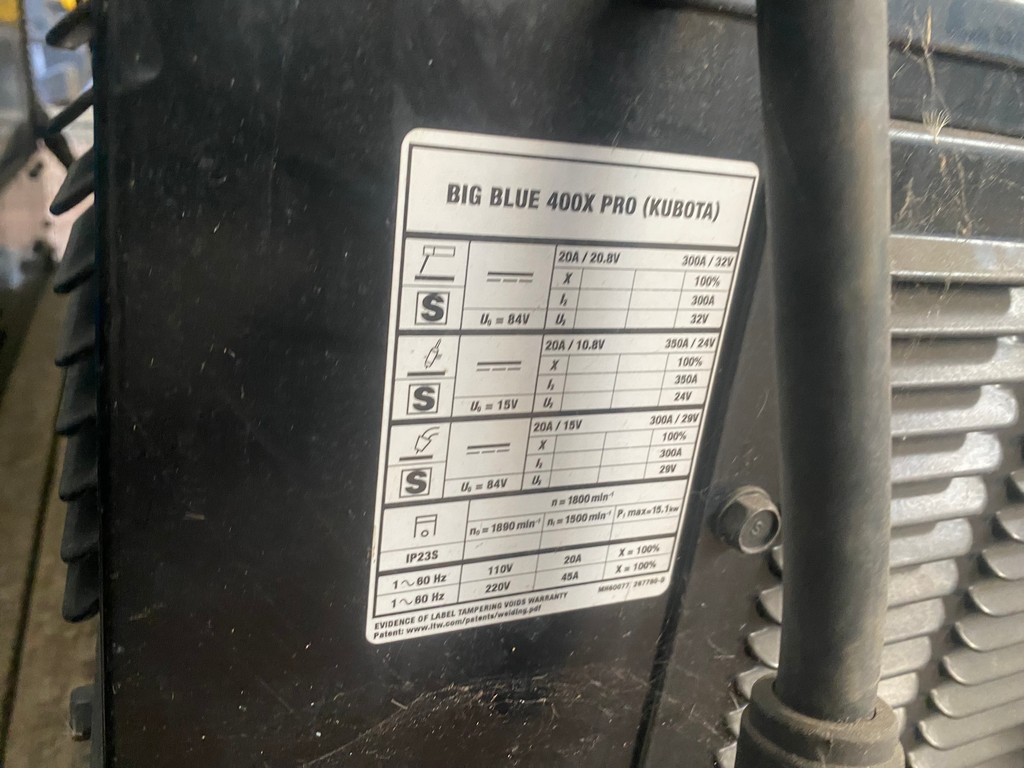 BIG BLUE 400X PRO (KUBOTA)
20A / 20.8V 300A / 32V
X 100%
I₂ 300A
S U₀ = 84V U₂ 32V
20A / 10.8V 350A / 24V
X 100%
I₂ 350A
S U₀ = 15V U₂ 24V
20A / 15V 300A / 29V
X 100%
I₂ 300A
S U₀ = 84V U₂ 29V
n = 1800 min⁻¹
n₀ = 1890 min⁻¹ nᵢ = 1500 min⁻¹ P₁ max=15.1kw
IP23S
1~60 Hz 110V 20A X = 100%
1~60 Hz 220V 45A X = 100%
EVIDENCE OF LABEL TAMPERING VOIDS WARRANTY
Patent: www.itw.com/patents/welding.pdf